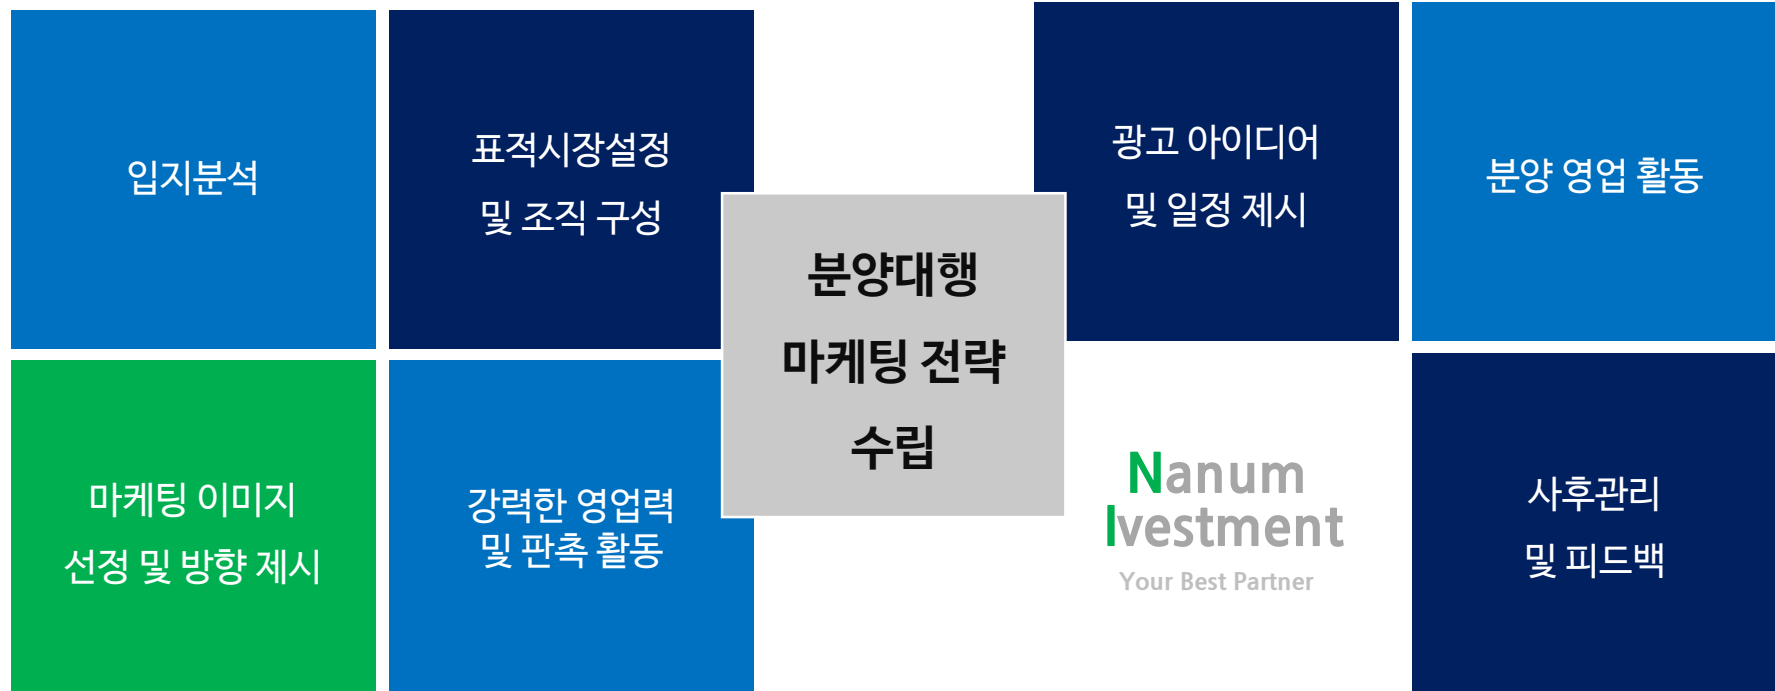 입지분석
표적시장설정
및 조직 구성
광고 아이디어
및 일정 제시
분양 영업 활동
분양대행
마케팅 전략
수립
마케팅 이미지
선정 및 방향 제시
강력한 영업력
및 판촉 활동
Nanum
Ivestment
Your Best Partner
사후관리
및 피드백